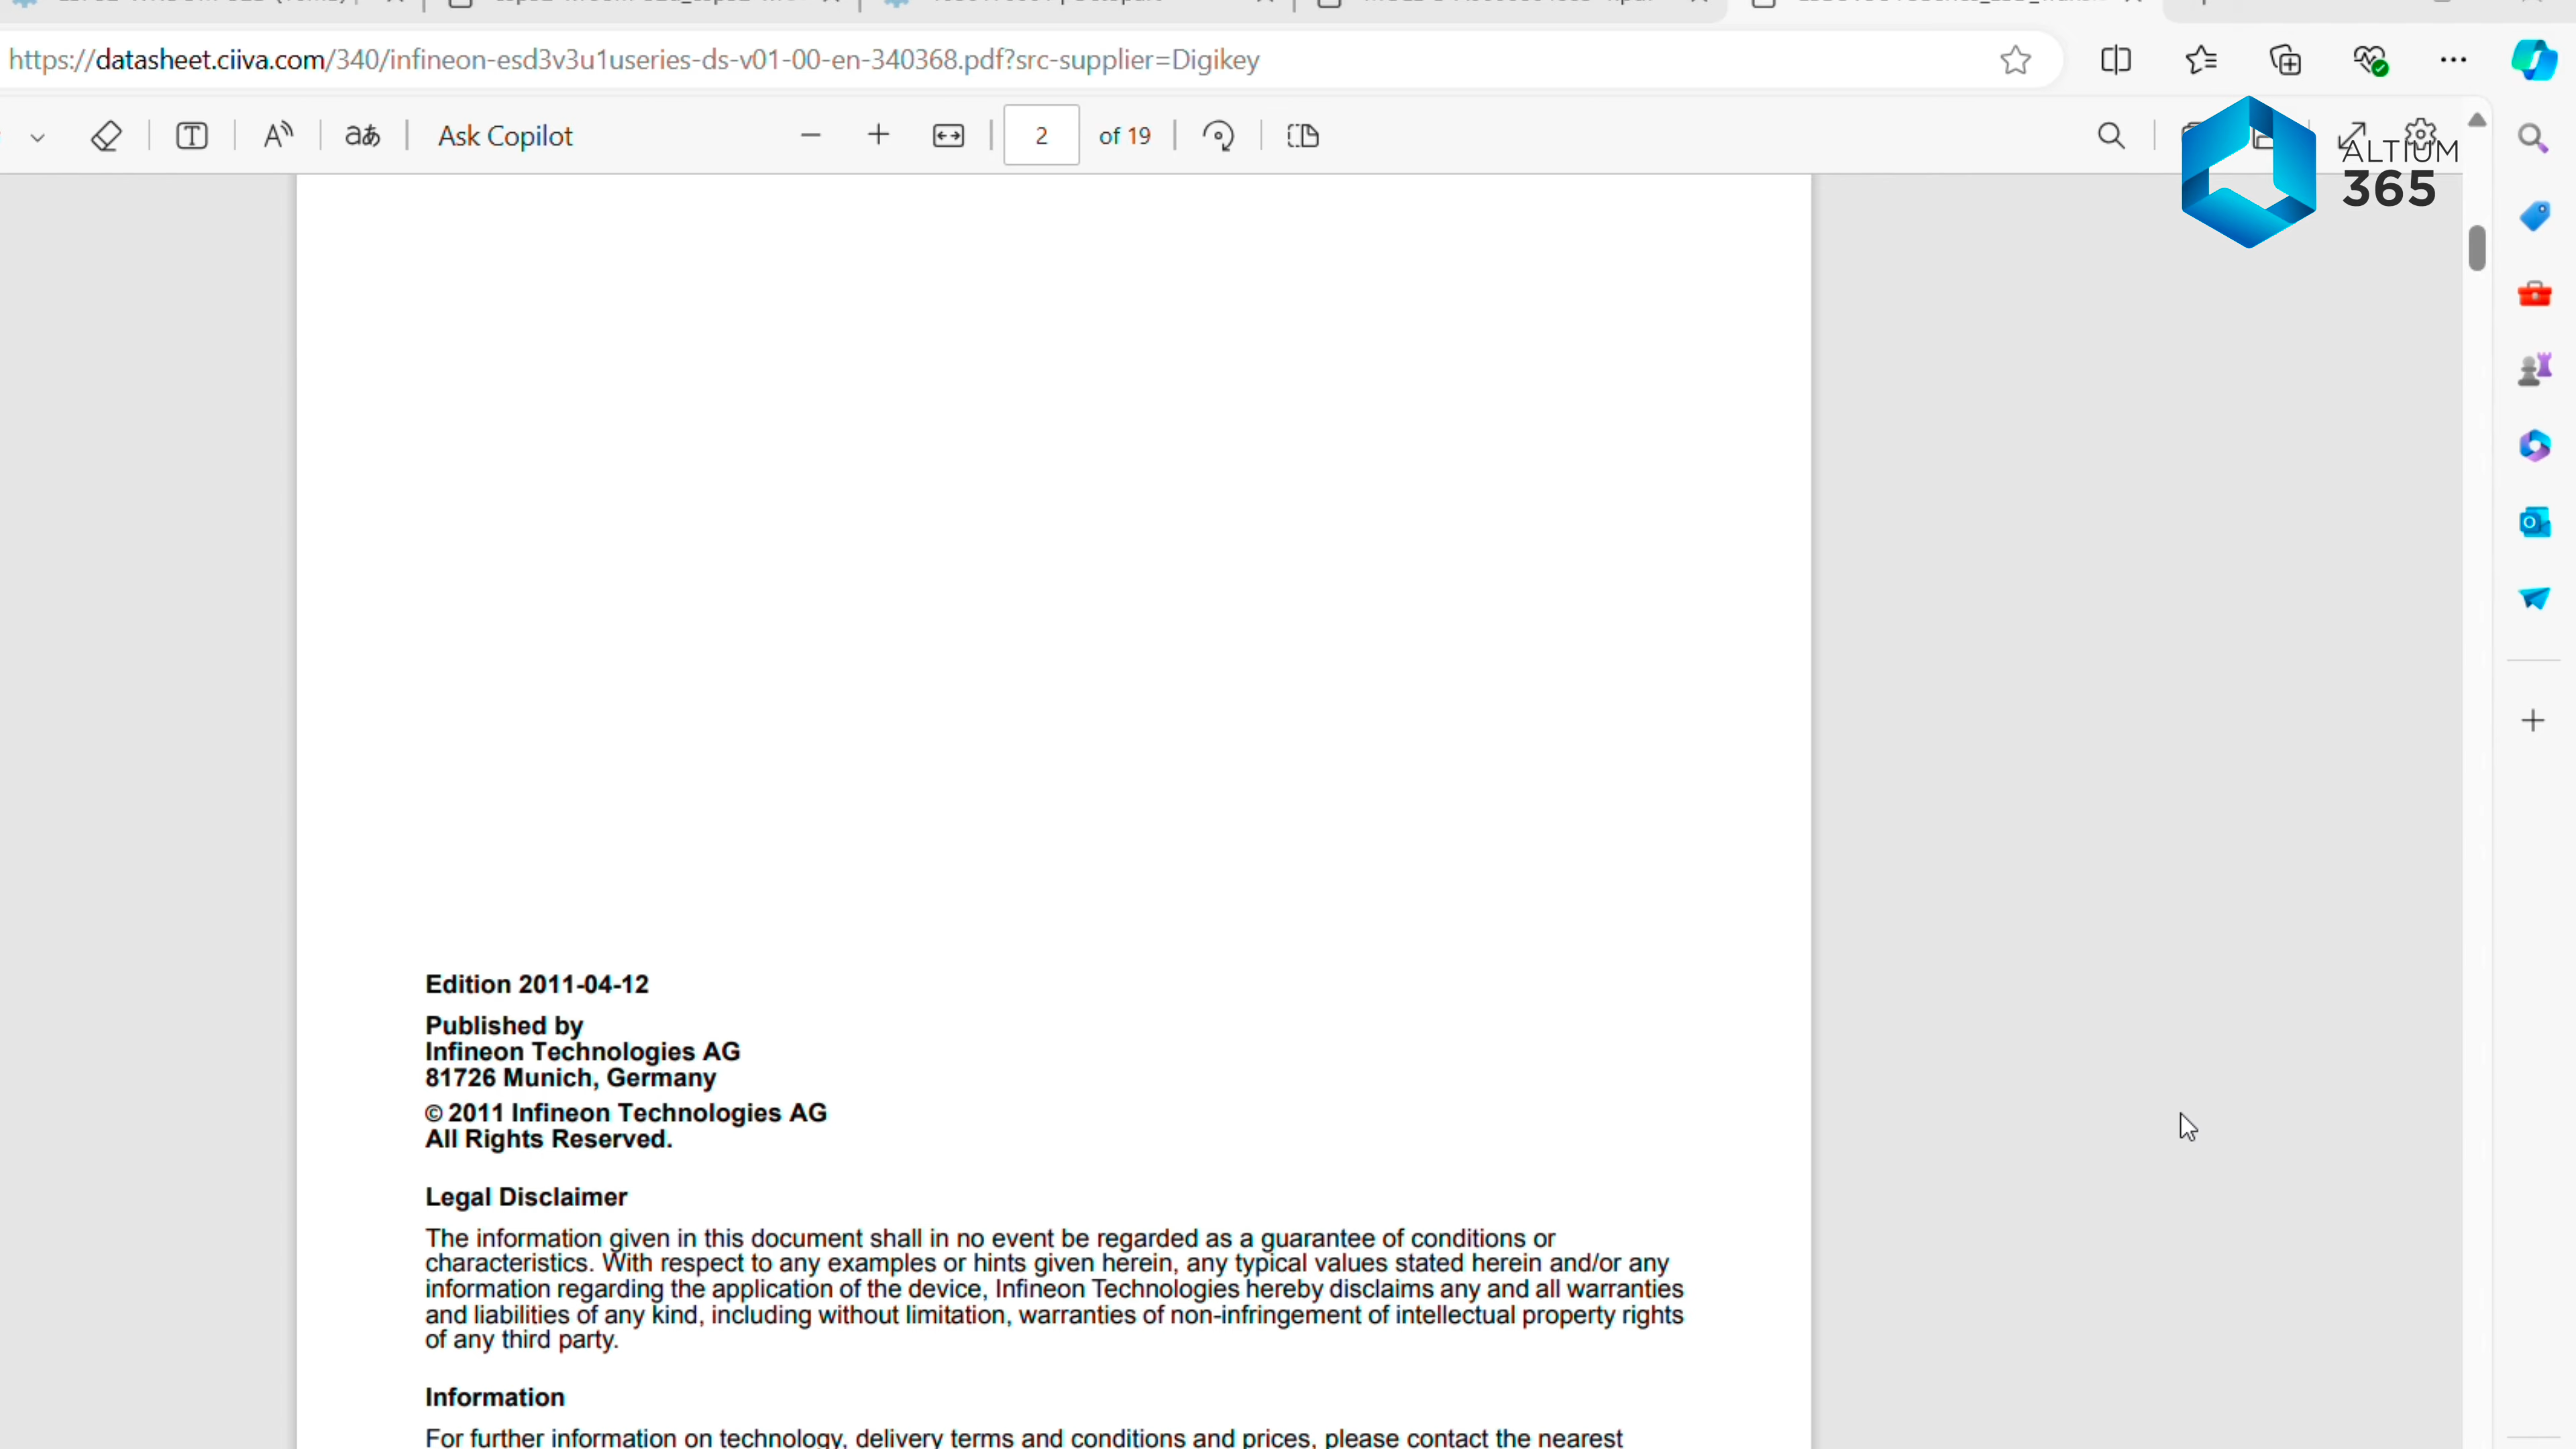 https://datasheet.ciiva.com/340/infineon-esd3v3u1useries-ds-v01-00-en-340368.pdf?src-supplier=Digikey
Ask Copilot
2 of 19
ALTIUM
365
Edition 2011-04-12
Published by
Infineon Technologies AG
81726 Munich, Germany
© 2011 Infineon Technologies AG
All Rights Reserved.
Legal Disclaimer
The information given in this document shall in no event be regarded as a guarantee of conditions or
characteristics. With respect to any examples or hints given herein, any typical values stated herein and/or any
information regarding the application of the device, Infineon Technologies hereby disclaims any and all warranties
and liabilities of any kind, including without limitation, warranties of non-infringement of intellectual property rights
of any third party.
Information
For further information on technology, delivery terms and conditions and prices, please contact the nearest